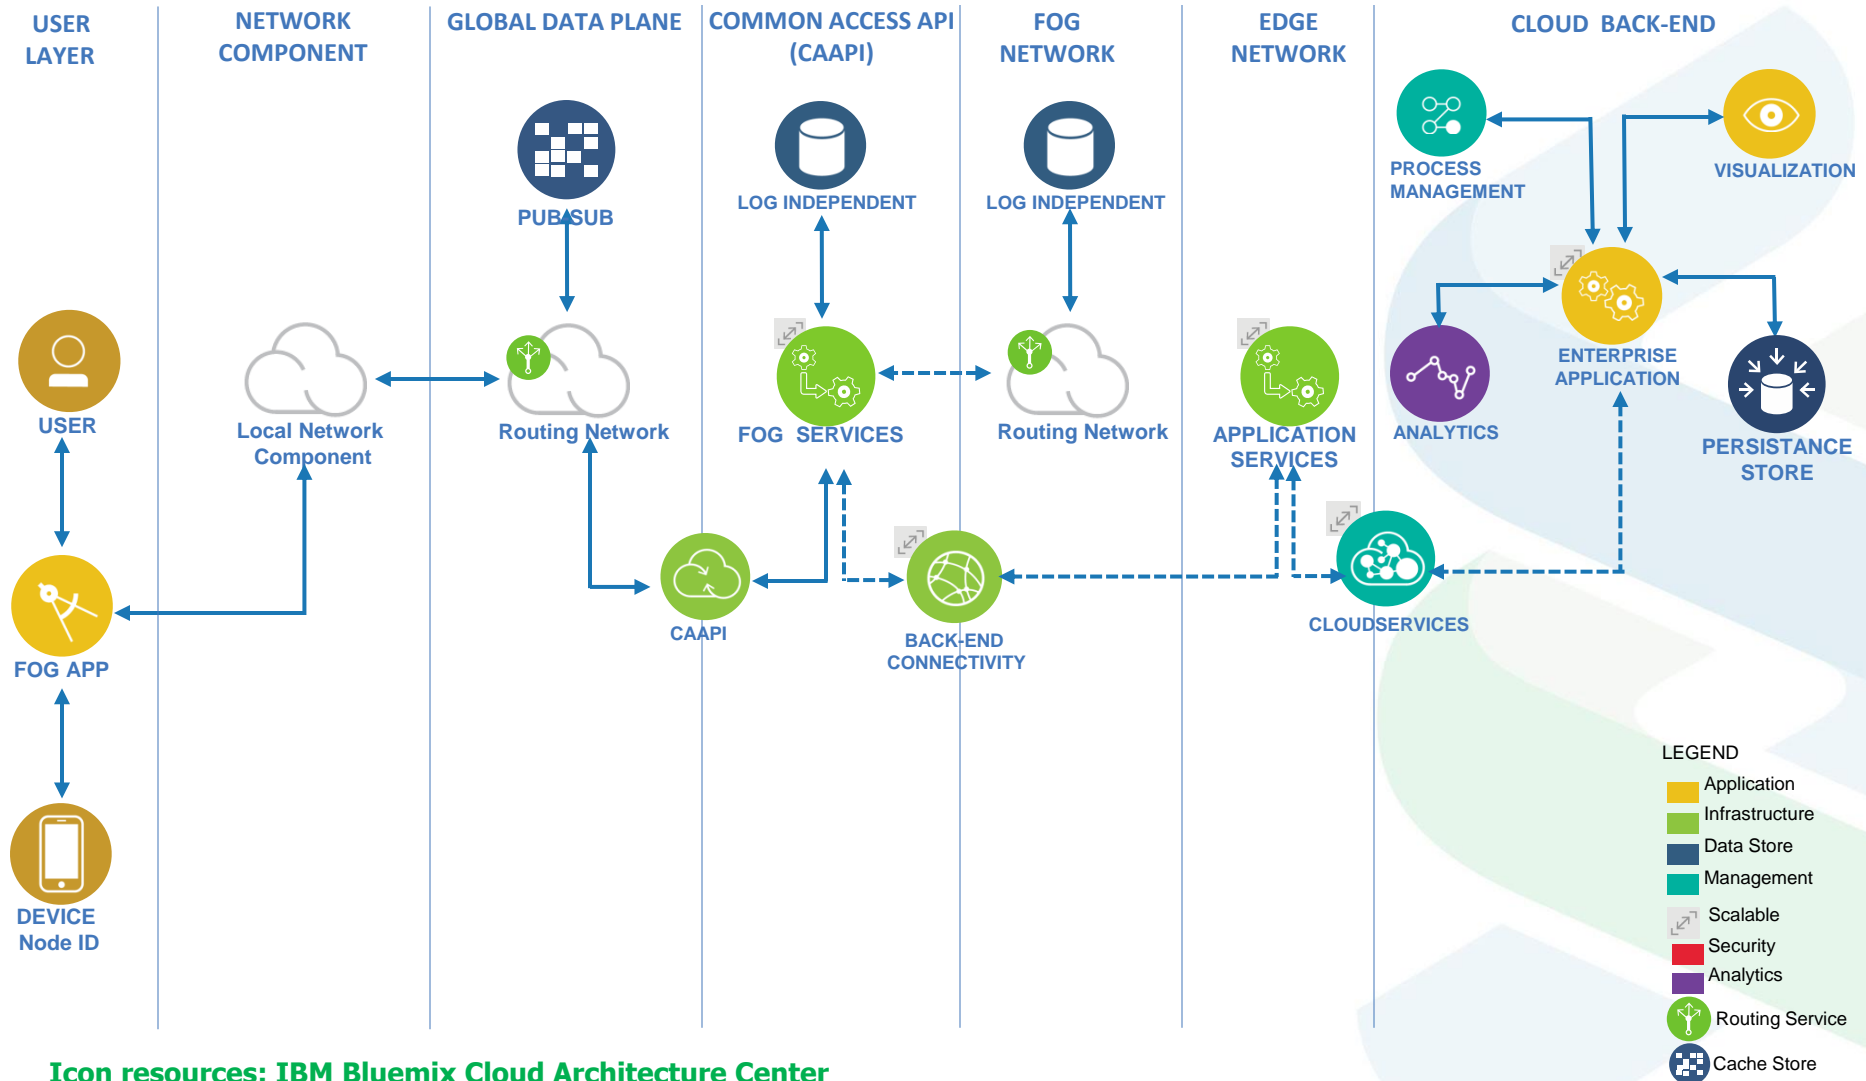 USER
LAYER
NETWORK
COMPONENT
GLOBAL DATA PLANE
COMMON ACCESS API
(CAAPI)
FOG
NETWORK
EDGE
NETWORK
CLOUD BACK-END
PUB-SUB
LOG INDEPENDENT
LOG INDEPENDENT
PROCESS
MANAGEMENT
VISUALIZATION
USER
Local Network
Component
Routing Network
FOG SERVICES
Routing Network
APPLICATION
SERVICES
ANALYTICS
ENTERPRISE
APPLICATION
PERSISTANCE
STORE
FOG APP
CAAPI
BACK-END
CONNECTIVITY
CLOUDSERVICES
DEVICE
Node ID
LEGEND
Application
Infrastructure
Data Store
Management
Scalable
Security
Analytics
Routing Service
Cache Store
Icon resources: IBM Bluemix Cloud Architecture Center